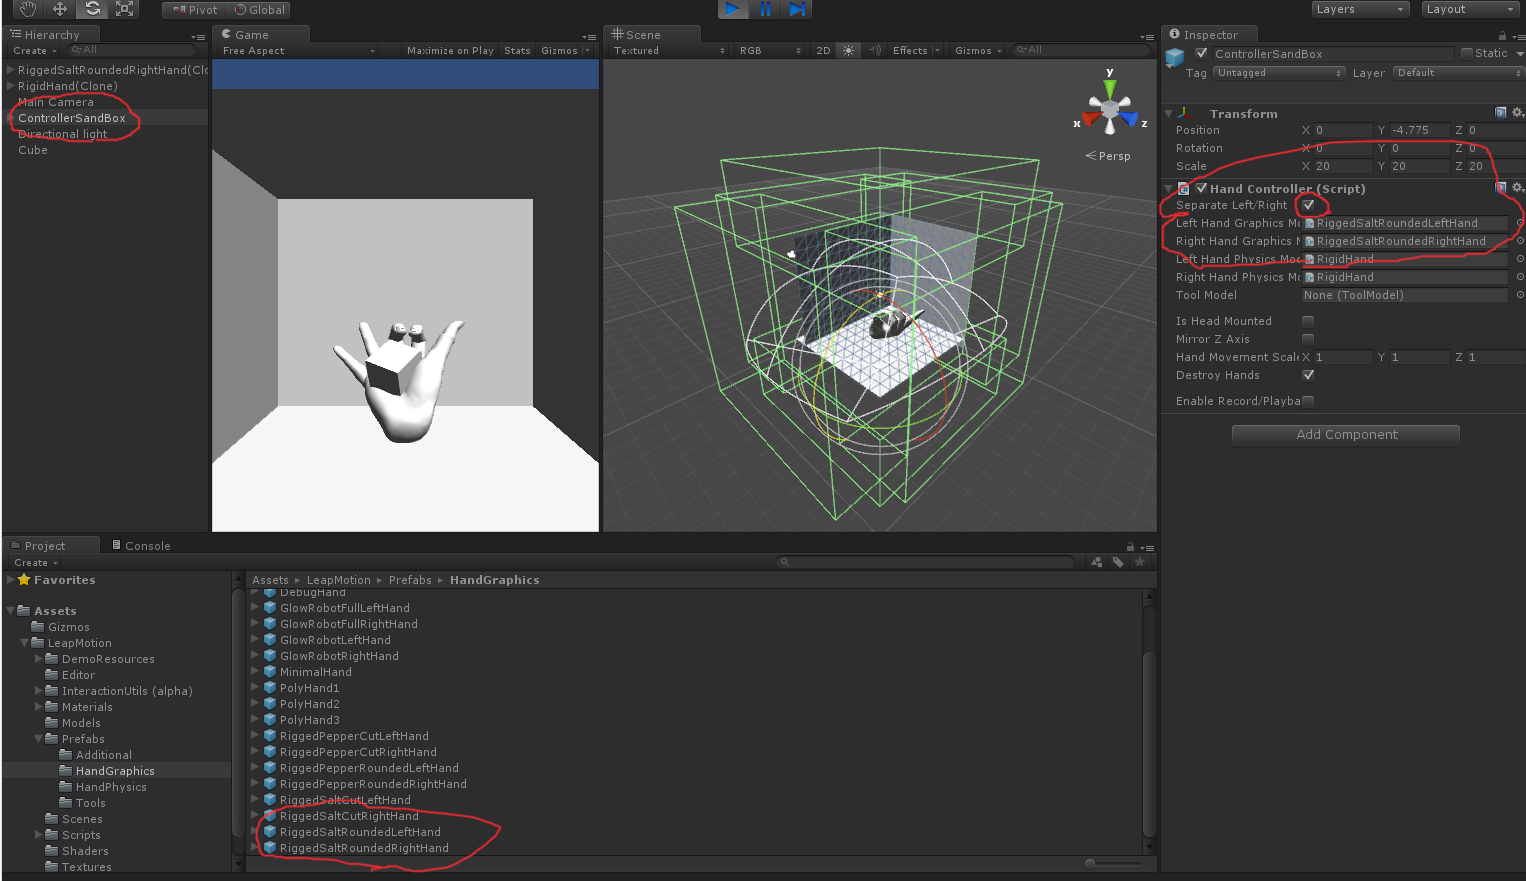 Pivot Global Layers Layout
Hierarchy
Create All
RiggedSaltRoundedRightHand(Clo
RigidHand(Clone)
Main Camera
ControllerSandBox
Directional light
Cube
Game
Free Aspect Maximize on Play Stats Gizmos
Scene
Textured RGB 2D Effects Gizmos All
y
x
z
Persp
Inspector
ControllerSandBox Static
Tag Untagged Layer Default
Transform
Position X 0 Y -4.775 Z 0
Rotation X 0 Y 0 Z 0
Scale X 20 Y 20 Z 20
Hand Controller (Script)
Separate Left/Right
Left Hand Graphics Mo RiggedSaltRoundedLeftHand
Right Hand Graphics M RiggedSaltRoundedRightHand
Left Hand Physics Moc RigidHand
Right Hand Physics Mc RigidHand
Tool Model None (ToolModel)
Is Head Mounted
Mirror Z Axis
Hand Movement Scale X 1 Y 1 Z 1
Destroy Hands
Enable Record/Playba
Add Component
Project Console
Create
Favorites
Assets
Gizmos
LeapMotion
DemoResources
Editor
InteractionUtils (alpha)
Materials
Models
Prefabs
Additional
HandGraphics
HandPhysics
Tools
Scenes
Scripts
Shaders
Textures
Assets LeapMotion Prefabs HandGraphics
DebugHand
GlowRobotFullLeftHand
GlowRobotFullRightHand
GlowRobotLeftHand
GlowRobotRightHand
MinimalHand
PolyHand1
PolyHand2
PolyHand3
RiggedPepperCutLeftHand
RiggedPepperCutRightHand
RiggedPepperRoundedLeftHand
RiggedPepperRoundedRightHand
RiggedSaltCutLeftHand
RiggedSaltCutRightHand
RiggedSaltRoundedLeftHand
RiggedSaltRoundedRightHand